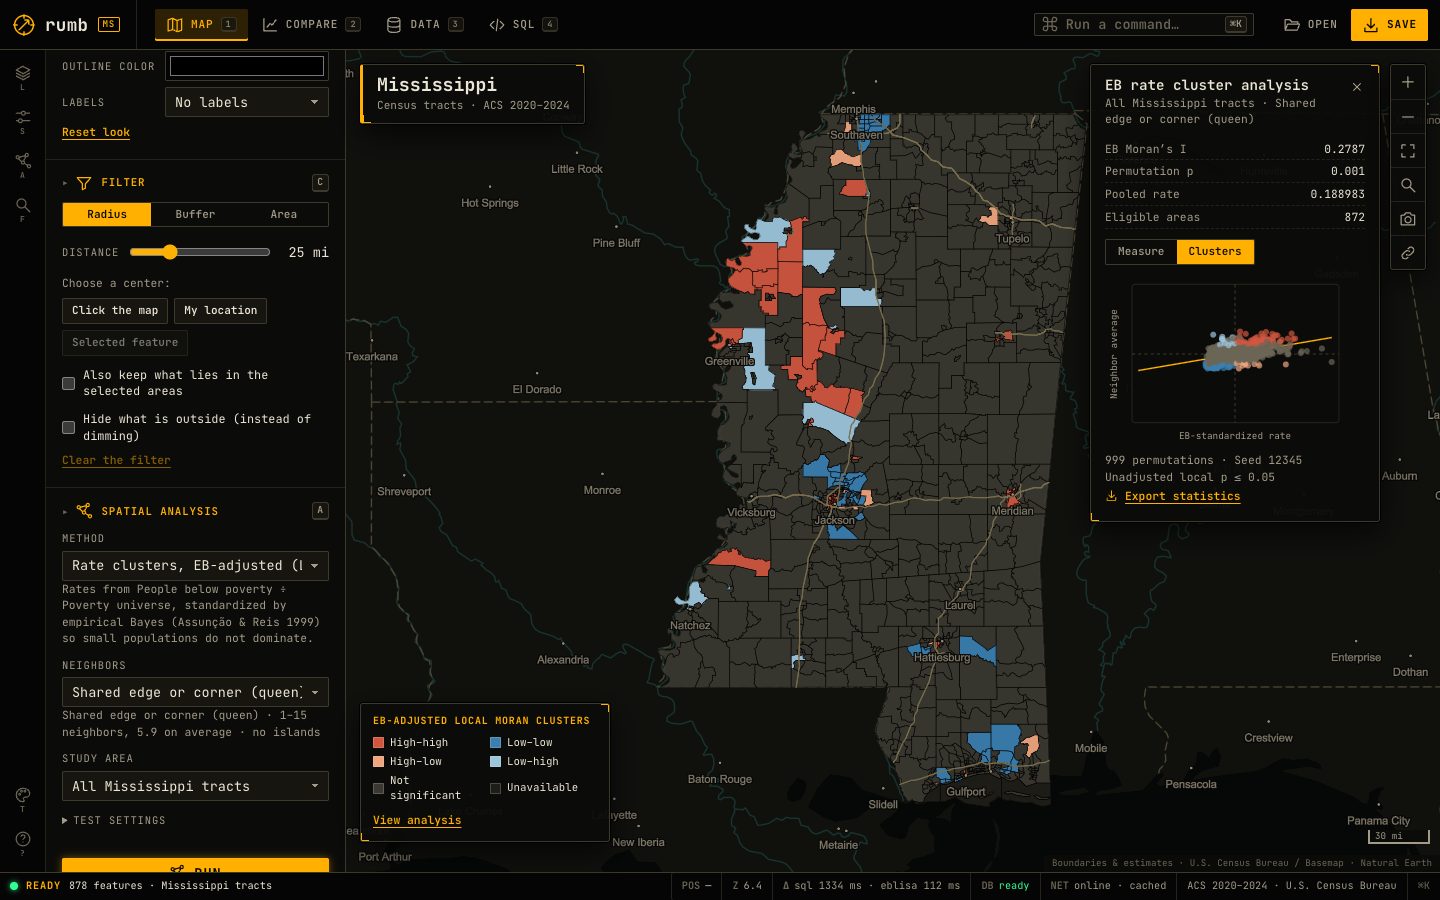 rumb MS
MAP 1
COMPARE 2
DATA 3
SQL 4
Run a command… ⌘K
OPEN
SAVE
L
S
A
F
T
?
OUTLINE COLOR
LABELS No labels
Reset look
FILTER C
Radius Buffer Area
DISTANCE 25 mi
Choose a center:
Click the map My location
Selected feature
Also keep what lies in the
selected areas
Hide what is outside (instead of
dimming)
Clear the filter
SPATIAL ANALYSIS A
METHOD
Rate clusters, EB-adjusted (l
Rates from People below poverty ÷
Poverty universe, standardized by
empirical Bayes (Assunção & Reis 1999)
so small populations do not dominate.
NEIGHBORS
Shared edge or corner (queen)
Shared edge or corner (queen) · 1–15
neighbors, 5.9 on average · no islands
STUDY AREA
All Mississippi tracts
TEST SETTINGS
RUN
Mississippi
Census tracts · ACS 2020–2024
Memphis
Southaven
Little Rock
Hot Springs
Pine Bluff
Tupelo
Texarkana
Greenville
El Dorado
Shreveport
Monroe
Vicksburg
Jackson
Meridian
Auburn
Laurel
Natchez
Hattiesburg
Alexandria
Enterprise
Dothan
Mobile
Crestview
Baton Rouge
Pensacola
Slidell
Gulfport
New Iberia
Metairie
Port Arthur
Panama City
30 mi
EB-ADJUSTED LOCAL MORAN CLUSTERS
High-high Low-low
High-low Low-high
Not
significant
Unavailable
View analysis
EB rate cluster analysis
All Mississippi tracts · Shared
edge or corner (queen)
EB Moran’s I 0.2787
Permutation p 0.001
Pooled rate 0.188983
Eligible areas 872
Measure Clusters
Neighbor average
EB-standardized rate
999 permutations · Seed 12345
Unadjusted local p ≤ 0.05
Export statistics
Boundaries & estimates · U.S. Census Bureau / Basemap · Natural Earth
READY 878 features · Mississippi tracts
POS —
Z 6.4
Δ sql 1334 ms · eblisa 112 ms
DB ready
NET online · cached
ACS 2020–2024 · U.S. Census Bureau
⌘K